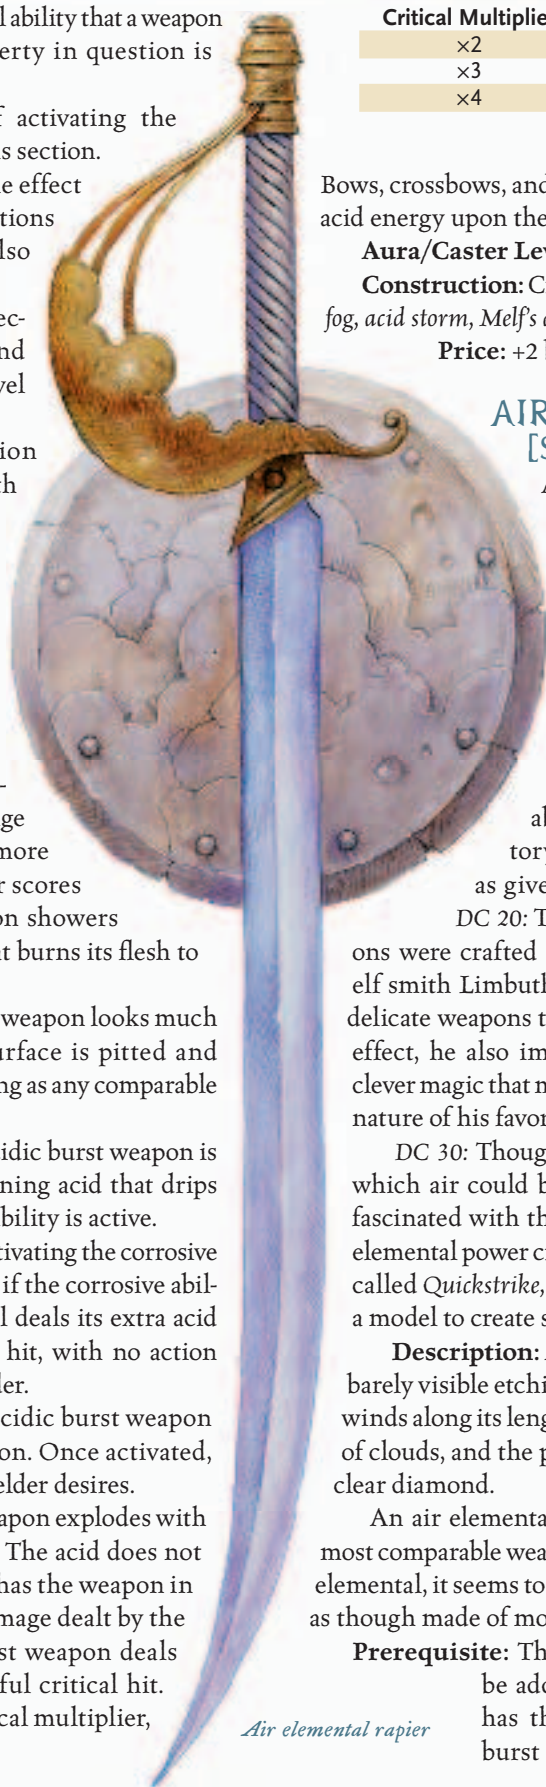 l ability that a weapon
erty in question is
f activating the
s section.
e effect
tions
lso
ec-
nd
vel
ion
th
-
ge
more
r scores
on showers
t burns its flesh to
weapon looks much
urface is pitted and
ng as any comparable
idic burst weapon is
ning acid that drips
bility is active.
tivating the corrosive
if the corrosive abil-
l deals its extra acid
hit, with no action
der.
cidic burst weapon
on. Once activated,
elder desires.
apon explodes with
The acid does not
has the weapon in
mage dealt by the
st weapon deals
ful critical hit.
cal multiplier,
Critical Multiplie
×2
×3
×4
Bows, crossbows, and
acid energy upon the
Aura/Caster Lev
Construction: C
fog, acid storm, Melf's a
Price: +2 b
AIR
[S
A
ab
tory
as give
DC 20: T
ons were crafted
elf smith Limbuth
delicate weapons t
effect, he also im
clever magic that m
nature of his favor
DC 30: Though
which air could b
fascinated with th
elemental power cr
called Quickstrike,
a model to create s
Description: A
barely visible etchi
winds along its leng
of clouds, and the p
clear diamond.
An air elementa
most comparable wea
elemental, it seems to
as though made of mo
Prerequisite: Th
be add
has th
burst
Air elemental rapier